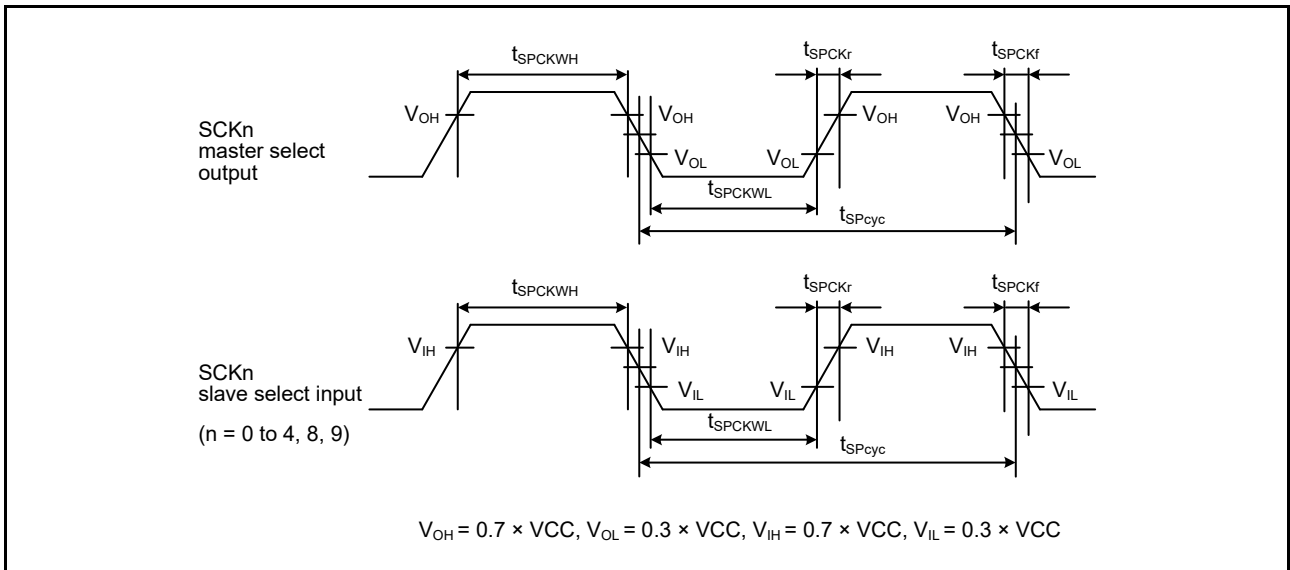 tSPCKWH
tSPCKr
tSPCKf
VOH
VOH
VOH
VOH
SCKn
master select
output
VOL
VOL
VOL
tSPCKWL
tSPcyc
tSPCKWH
tSPCKr
tSPCKf
VIH
VIH
VIH
VIH
SCKn
slave select input
(n = 0 to 4, 8, 9)
VIL
VIL
VIL
tSPCKWL
tSPcyc
VOH = 0.7 × VCC, VOL = 0.3 × VCC, VIH = 0.7 × VCC, VIL = 0.3 × VCC